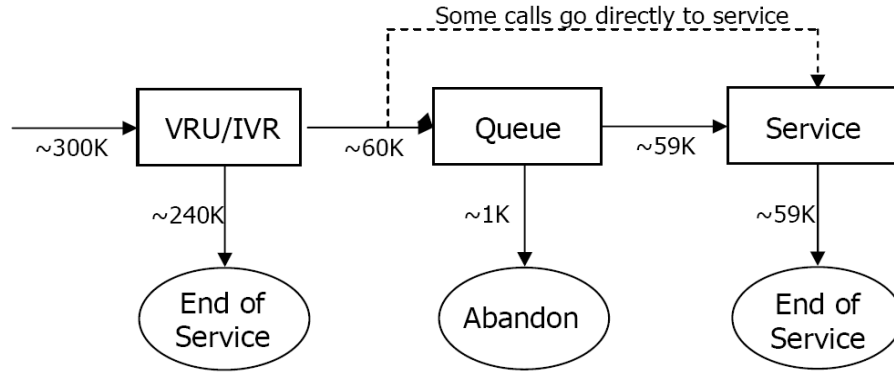 Some calls go directly to service
VRU/IVR
Queue
Service
~300K
~60K
~59K
~240K
~1K
~59K
End of
Service
Abandon
End of
Service